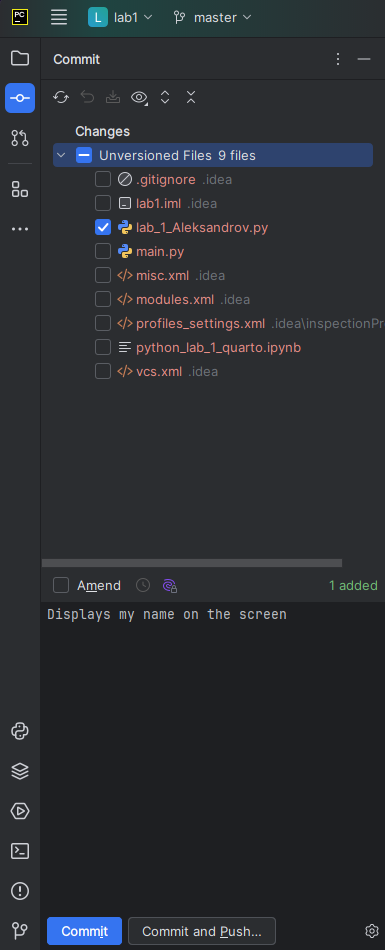 PC
L lab1 master
Commit
Changes
Unversioned Files 9 files
.gitignore .idea
lab1.iml .idea
lab_1_Aleksandrov.py
main.py
misc.xml .idea
modules.xml .idea
profiles_settings.xml .idea\inspectionPr
python_lab_1_quarto.ipynb
vcs.xml .idea
Amend 1 added
Displays my name on the screen
Commit Commit and Push...